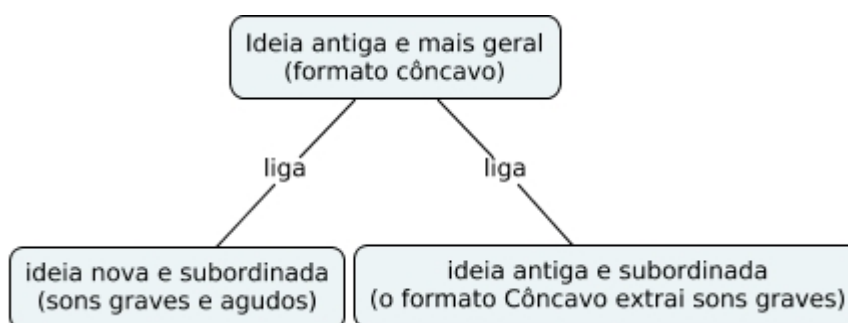 Ideia antiga e mais geral
(formato côncavo)
liga
liga
ideia nova e subordinada
(sons graves e agudos)
ideia antiga e subordinada
(o formato Côncavo extrai sons graves)